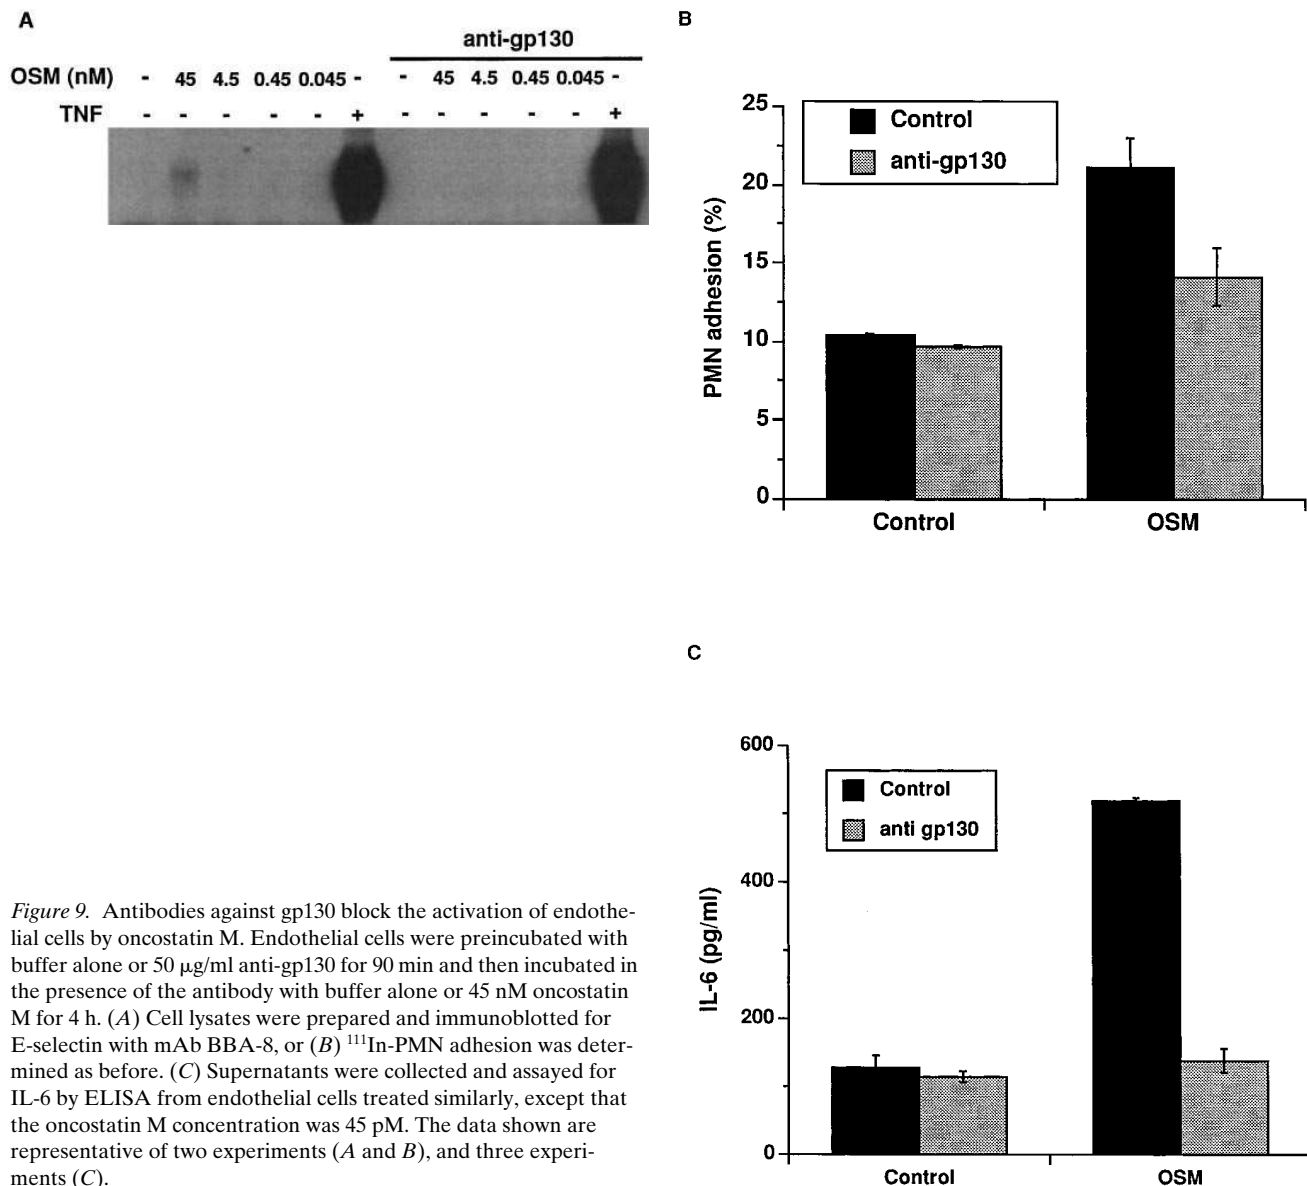 A
anti-gp130
OSM (nM) - 45 4.5 0.45 0.045 - - 45 4.5 0.45 0.045 -
TNF - - - - - + - - - - - +
B
25
20
15
10
5
0
PMN adhesion (%)
Control
anti-gp130
Control OSM
C
600
400
200
0
IL-6 (pg/ml)
Control
anti gp130
Control OSM
Figure 9. Antibodies against gp130 block the activation of endothe-
lial cells by oncostatin M. Endothelial cells were preincubated with
buffer alone or 50 μg/ml anti-gp130 for 90 min and then incubated in
the presence of the antibody with buffer alone or 45 nM oncostatin
M for 4 h. (A) Cell lysates were prepared and immunoblotted for
E-selectin with mAb BBA-8, or (B) ¹¹¹In-PMN adhesion was deter-
mined as before. (C) Supernatants were collected and assayed for
IL-6 by ELISA from endothelial cells treated similarly, except that
the oncostatin M concentration was 45 pM. The data shown are
representative of two experiments (A and B), and three experi-
ments (C).